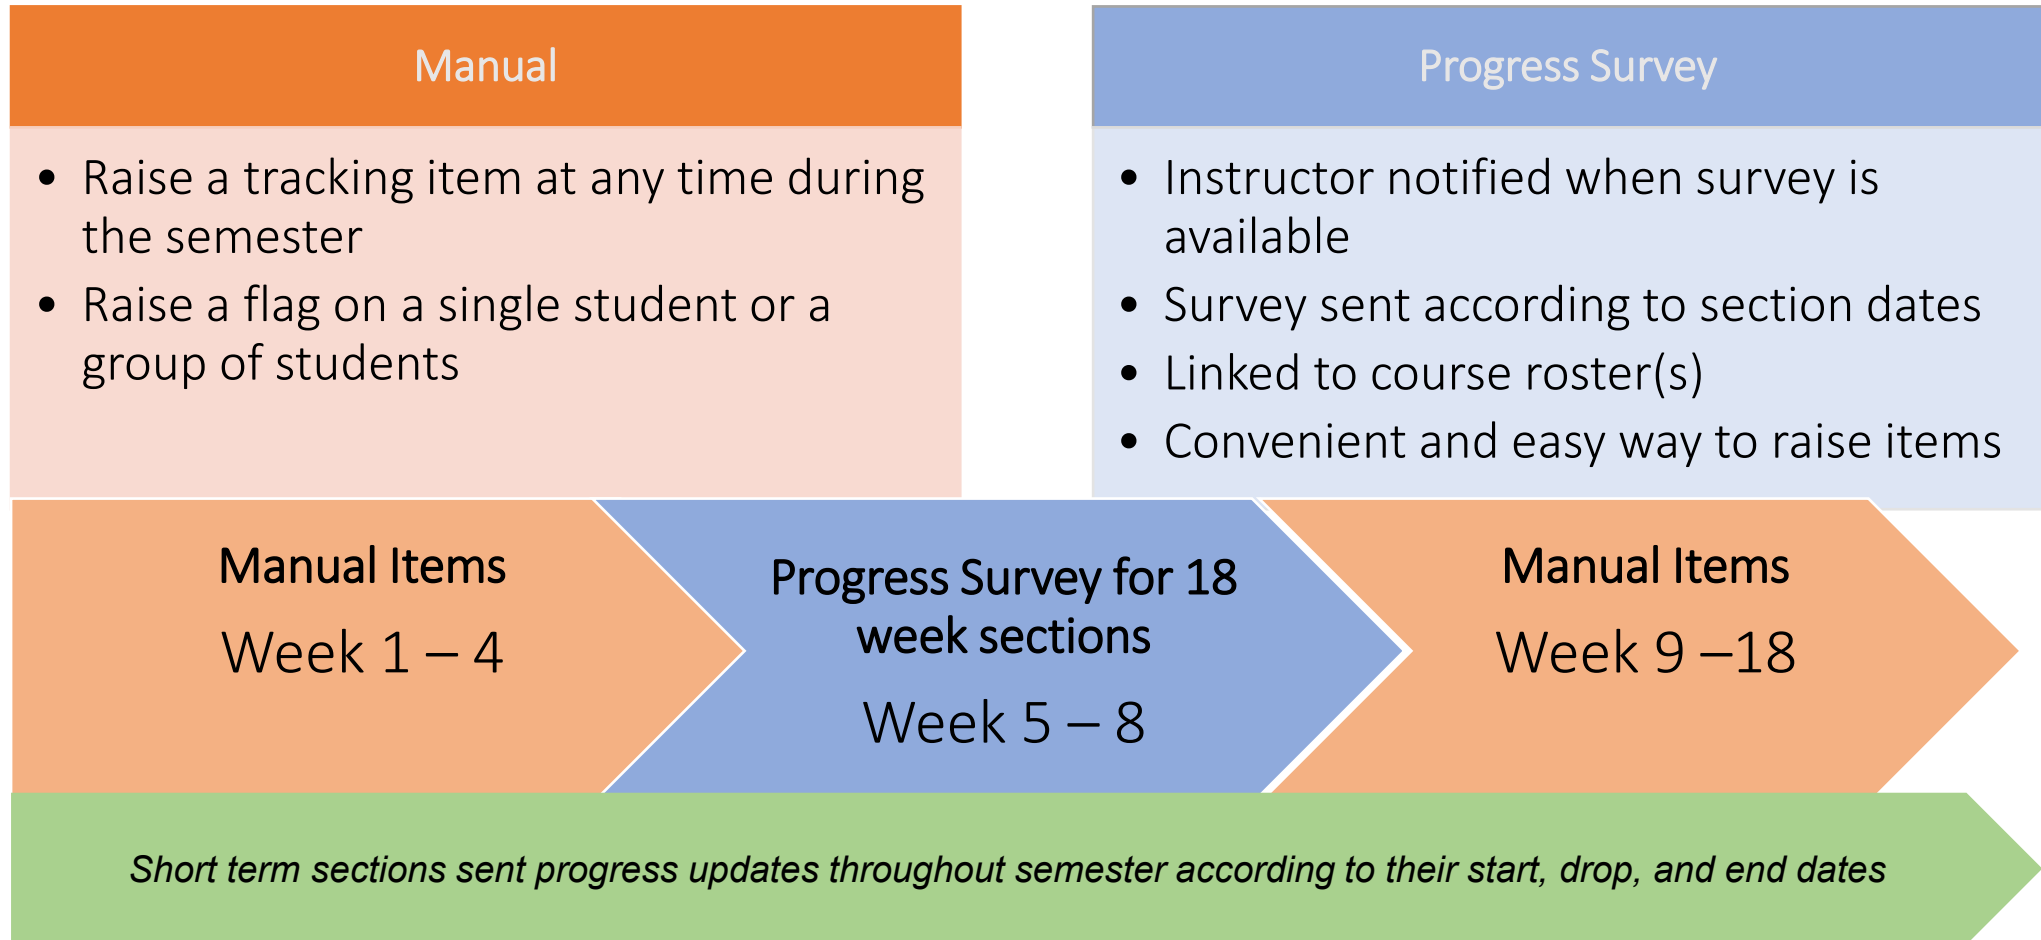 Manual
• Raise a tracking item at any time during
the semester
• Raise a flag on a single student or a
group of students
Progress Survey
• Instructor notified when survey is
available
• Survey sent according to section dates
• Linked to course roster(s)
• Convenient and easy way to raise items
Manual Items
Week 1 – 4
Progress Survey for 18
week sections
Week 5 – 8
Manual Items
Week 9 –18
Short term sections sent progress updates throughout semester according to their start, drop, and end dates